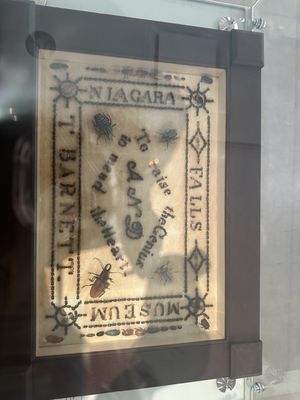 NIAGARA
FALLS
MUSEUM
T. BARNETT
To raise the Genius
AND
to mend the Heart!